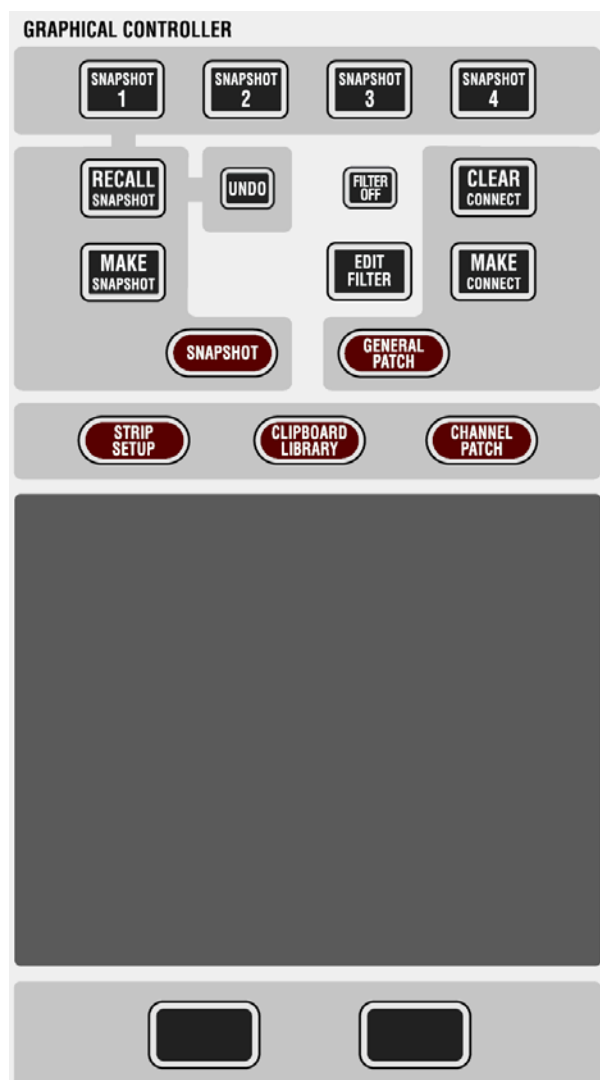 GRAPHICAL CONTROLLER
SNAPSHOT
1
SNAPSHOT
2
SNAPSHOT
3
SNAPSHOT
4
RECALL
SNAPSHOT
UNDO
FILTER
OFF
CLEAR
CONNECT
MAKE
SNAPSHOT
EDIT
FILTER
MAKE
CONNECT
SNAPSHOT
GENERAL
PATCH
STRIP
SETUP
CLIPBOARD
LIBRARY
CHANNEL
PATCH